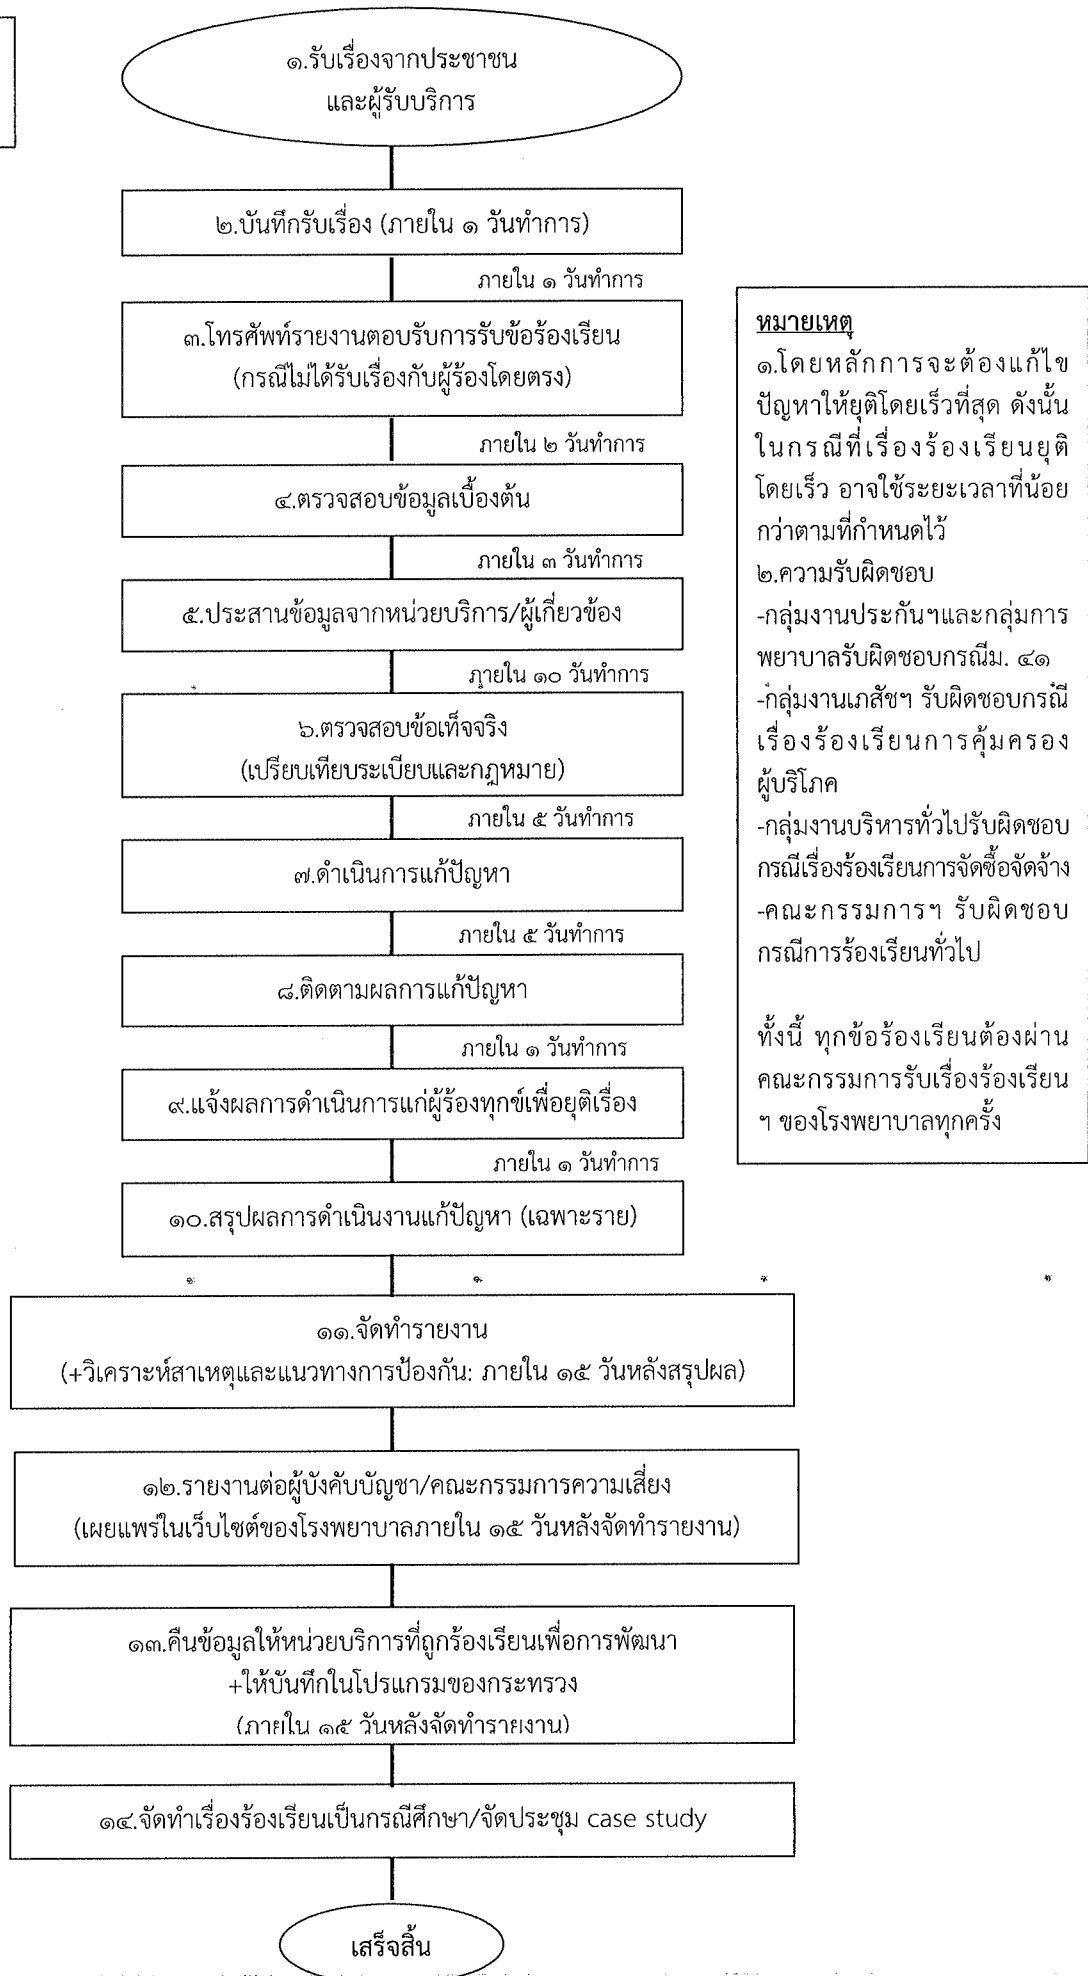 ๑.รับเรื่องจากประชาชน
และผู้รับบริการ
๒.บันทึกรับเรื่อง (ภายใน ๑ วันทำการ)
ภายใน ๑ วันทำการ
๓.โทรศัพท์รายงานตอบรับการรับข้อร้องเรียน
(กรณีไม่ได้รับเรื่องกับผู้ร้องโดยตรง)
ภายใน ๒ วันทำการ
๔.ตรวจสอบข้อมูลเบื้องต้น
ภายใน ๓ วันทำการ
๕.ประสานข้อมูลจากหน่วยบริการ/ผู้เกี่ยวข้อง
ภายใน ๑๐ วันทำการ
๖.ตรวจสอบข้อเท็จจริง
(เปรียบเทียบระเบียบและกฎหมาย)
ภายใน ๕ วันทำการ
๗.ดำเนินการแก้ปัญหา
ภายใน ๕ วันทำการ
๘.ติดตามผลการแก้ปัญหา
ภายใน ๑ วันทำการ
๙.แจ้งผลการดำเนินการแก่ผู้ร้องทุกข์เพื่อยุติเรื่อง
ภายใน ๑ วันทำการ
๑๐.สรุปผลการดำเนินงานแก้ปัญหา (เฉพาะราย)
๑๑.จัดทำรายงาน
(+วิเคราะห์สาเหตุและแนวทางการป้องกัน: ภายใน ๑๕ วันหลังสรุปผล)
๑๒.รายงานต่อผู้บังคับบัญชา/คณะกรรมการความเสี่ยง
(เผยแพร่ในเว็บไซต์ของโรงพยาบาลภายใน ๑๕ วันหลังจัดทำรายงาน)
๑๓.คืนข้อมูลให้หน่วยบริการที่ถูกร้องเรียนเพื่อการพัฒนา
+ให้บันทึกในโปรแกรมของกระทรวง
(ภายใน ๑๕ วันหลังจัดทำรายงาน)
๑๔.จัดทำเรื่องร้องเรียนเป็นกรณีศึกษา/จัดประชุม case study
เสร็จสิ้น
หมายเหตุ
๑.โดยหลักการจะต้องแก้ไข
ปัญหาให้ยุติโดยเร็วที่สุด ดังนั้น
ในกรณีที่เรื่องร้องเรียนยุติ
โดยเร็ว อาจใช้ระยะเวลาที่น้อย
กว่าตามที่กำหนดไว้
๒.ความรับผิดชอบ
-กลุ่มงานประกันฯและกลุ่มการ
พยาบาลรับผิดชอบกรณีม. ๔๑
-กลุ่มงานเภสัชฯ รับผิดชอบกรณี
เรื่องร้องเรียนการคุ้มครอง
ผู้บริโภค
-กลุ่มงานบริหารทั่วไปรับผิดชอบ
กรณีเรื่องร้องเรียนการจัดซื้อจัดจ้าง
-คณะกรรมการฯ รับผิดชอบ
กรณีการร้องเรียนทั่วไป
ทั้งนี้ ทุกข้อร้องเรียนต้องผ่าน
คณะกรรมการรับเรื่องร้องเรียน
ฯ ของโรงพยาบาลทุกครั้ง